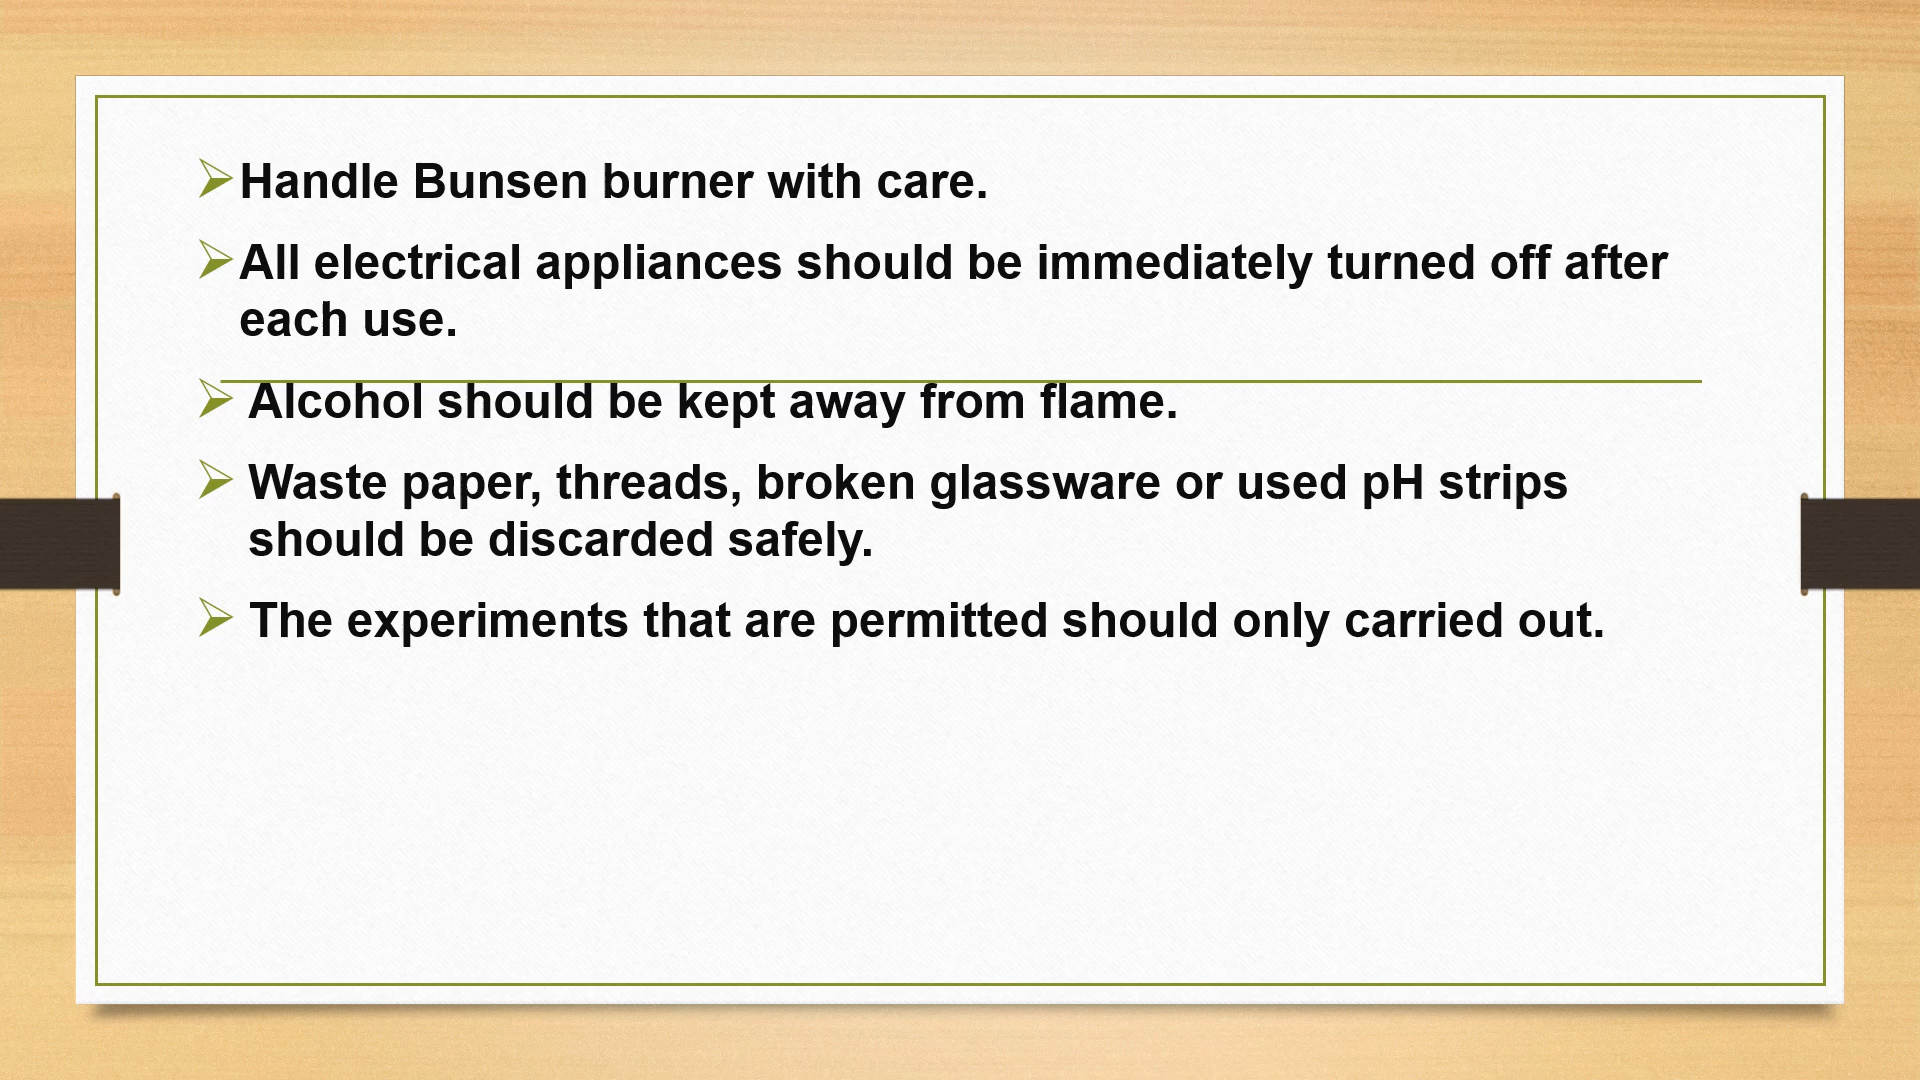 Handle Bunsen burner with care.
All electrical appliances should be immediately turned off after
each use.
Alcohol should be kept away from flame.
Waste paper, threads, broken glassware or used pH strips
should be discarded safely.
The experiments that are permitted should only carried out.